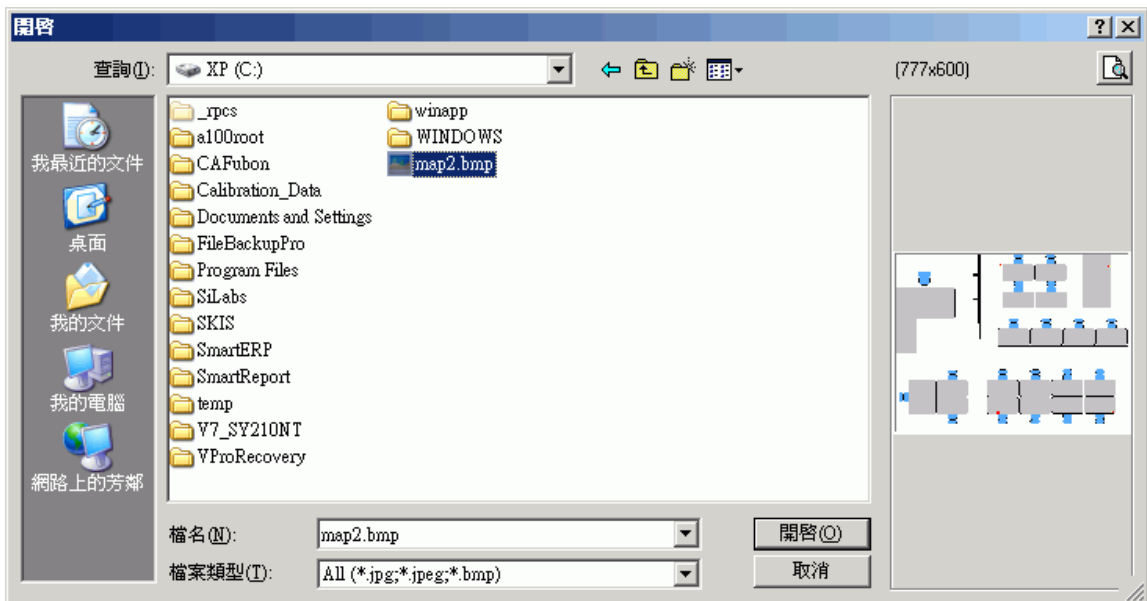 開啓
查詢(I):
XP (C:)
(777x600)
我最近的文件
桌面
我的文件
我的電腦
網路上的芳鄰
_rpcs
a100root
CAFubon
Calibration_Data
Documents and Settings
FileBackupPro
Program Files
SiLabs
SKIS
SmartERP
SmartReport
temp
V7_SY210NT
VProRecovery
winapp
WINDOWS
map2.bmp
檔名(N):
map2.bmp
開啓(O)
檔案類型(T):
All (*.jpg;*.jpeg;*.bmp)
取消